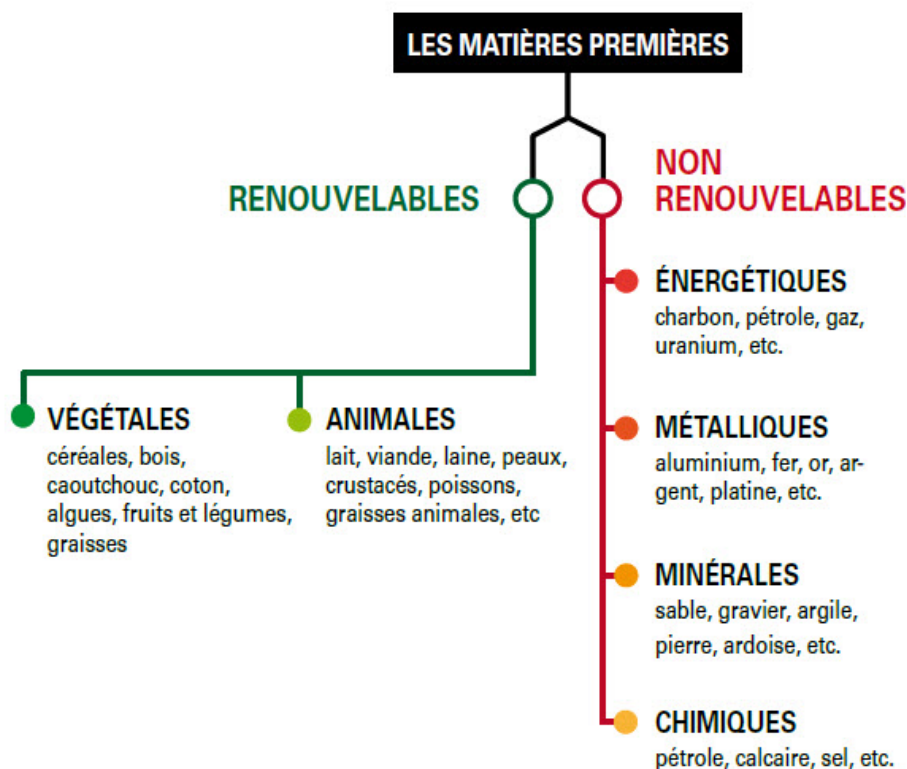 LES MATIÈRES PREMIÈRES
RENOUVELABLES
NON
RENOUVELABLES
VÉGÉTALES
céréales, bois,
caoutchouc, coton,
algues, fruits et légumes,
graisses
ANIMALES
lait, viande, laine, peaux,
crustacés, poissons,
graisses animales, etc
ÉNERGÉTIQUES
charbon, pétrole, gaz,
uranium, etc.
MÉTALLIQUES
aluminium, fer, or, ar-
gent, platine, etc.
MINÉRALES
sable, gravier, argile,
pierre, ardoise, etc.
CHIMIQUES
pétrole, calcaire, sel, etc.